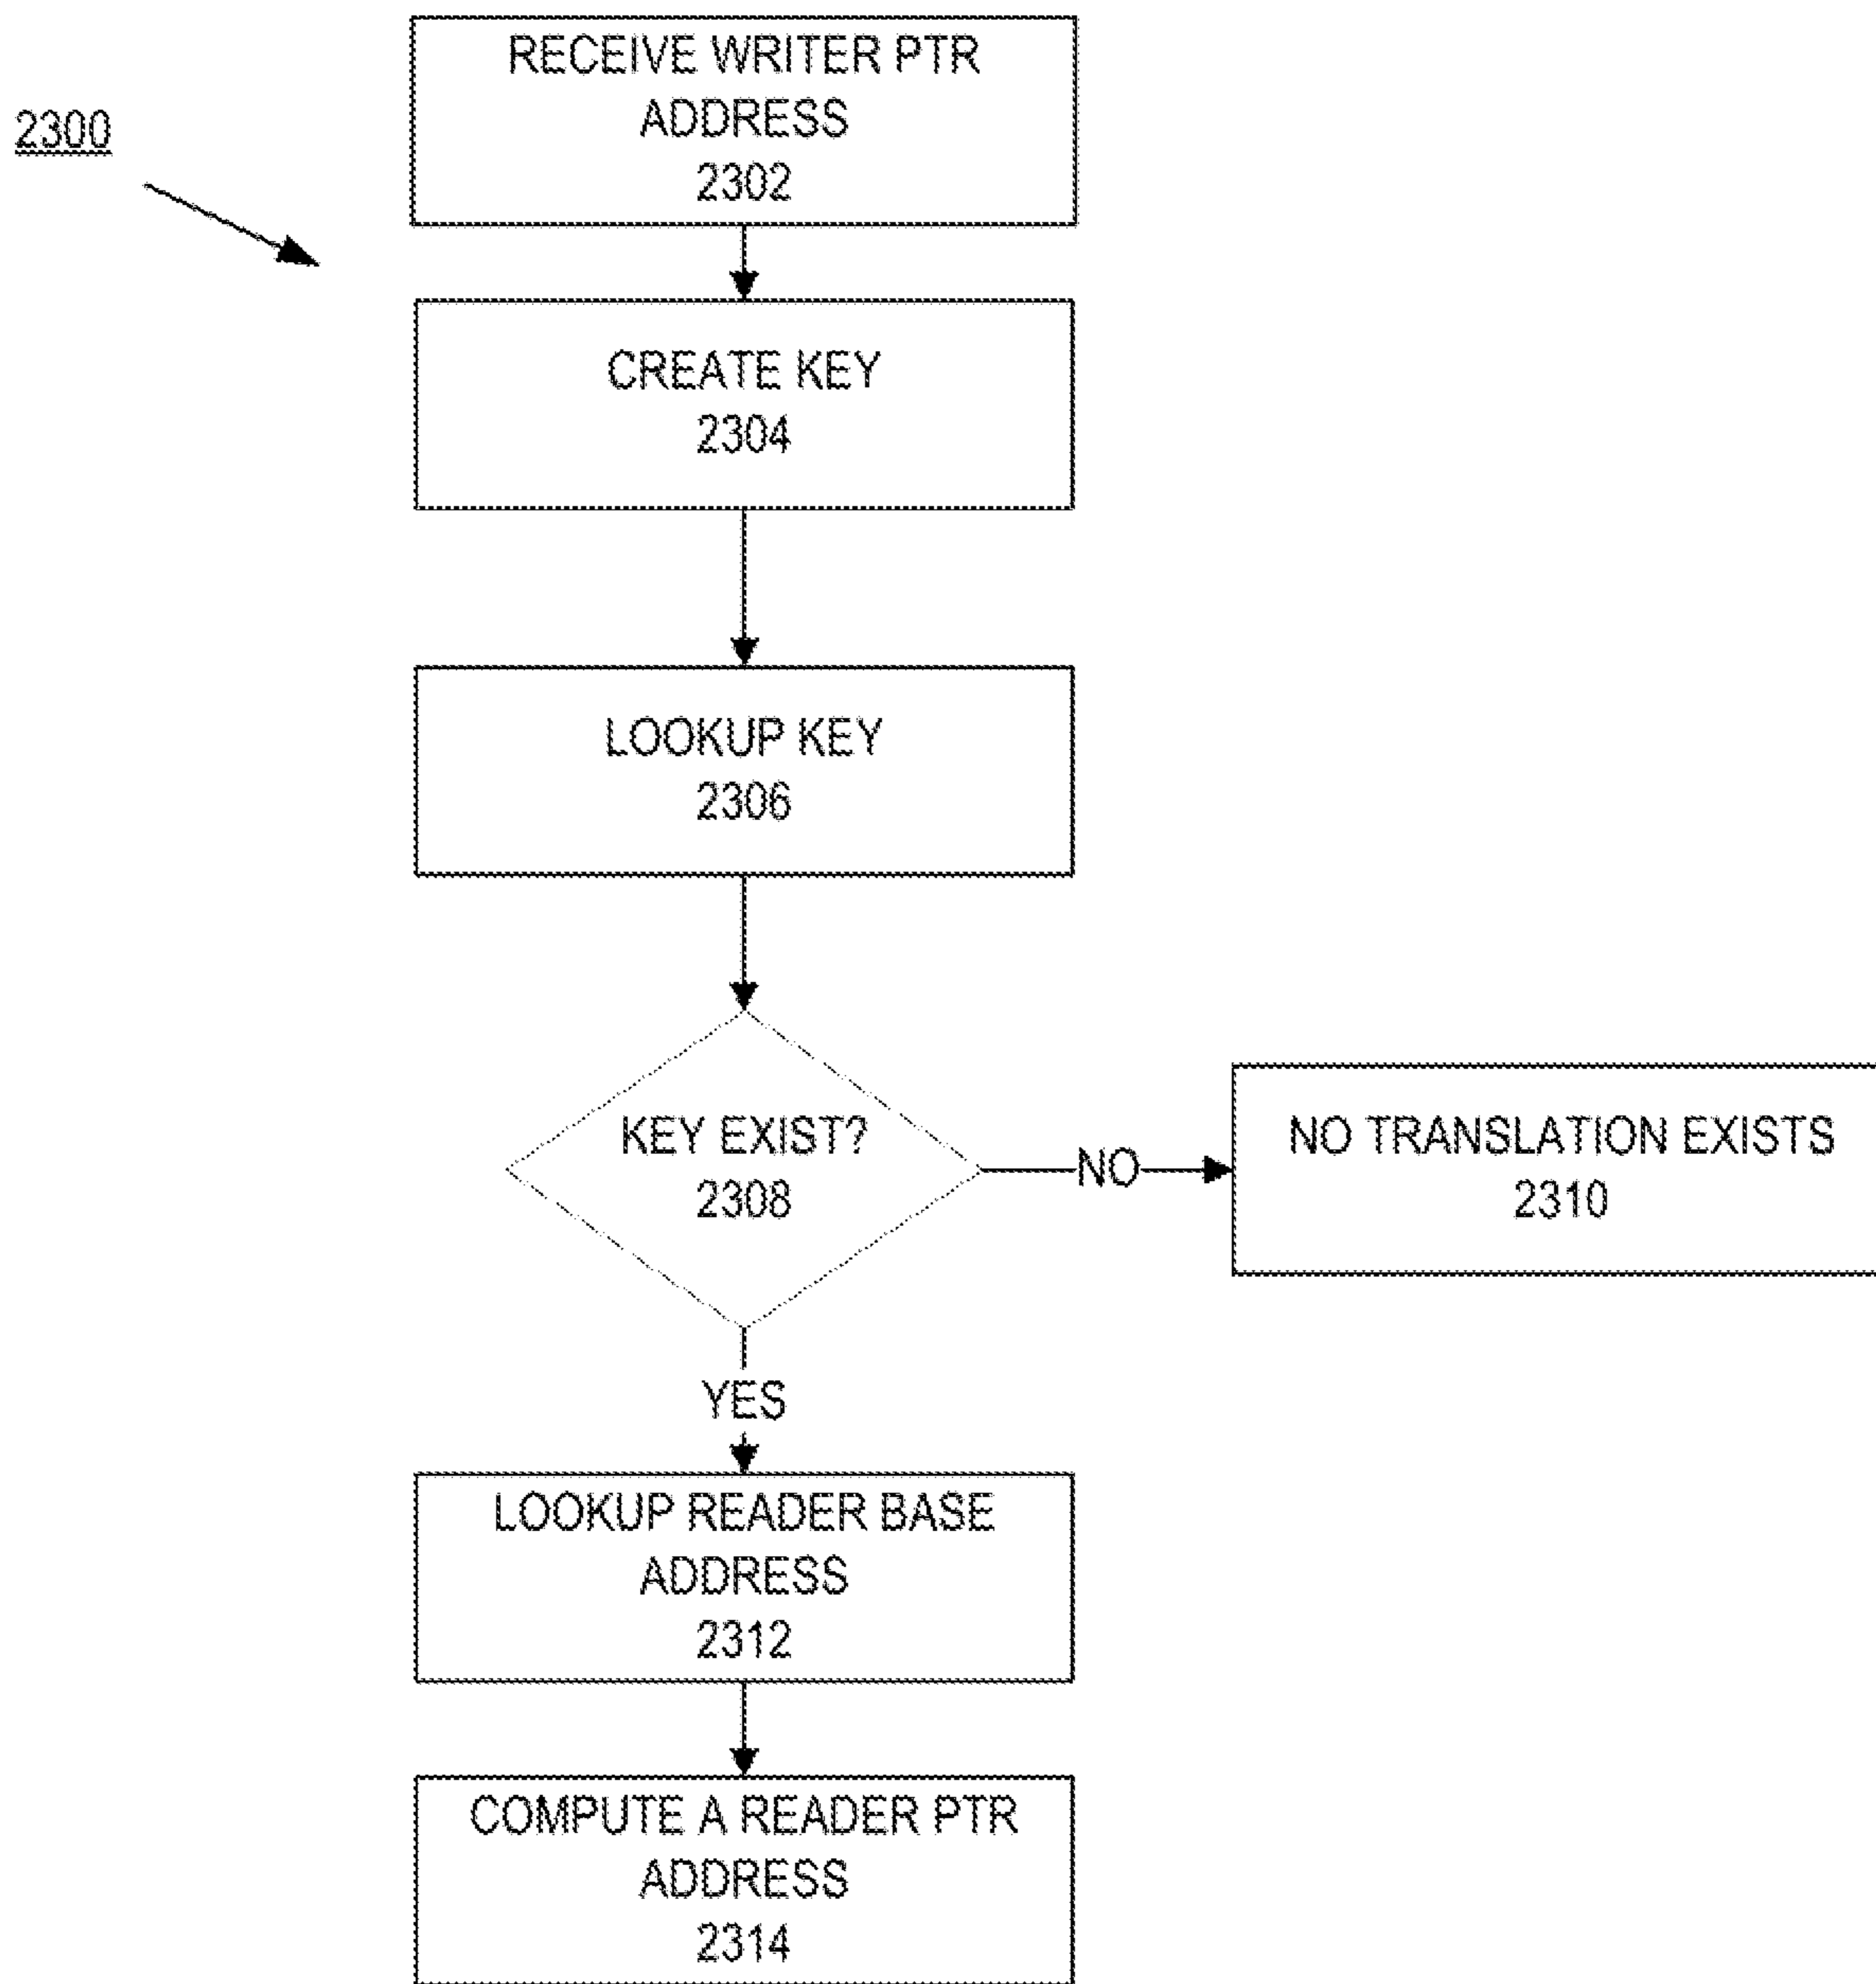 2300
RECEIVE WRITER PTR
ADDRESS
2302
CREATE KEY
2304
LOOKUP KEY
2306
KEY EXIST?
2308
NO
NO TRANSLATION EXISTS
2310
YES
LOOKUP READER BASE
ADDRESS
2312
COMPUTE A READER PTR
ADDRESS
2314